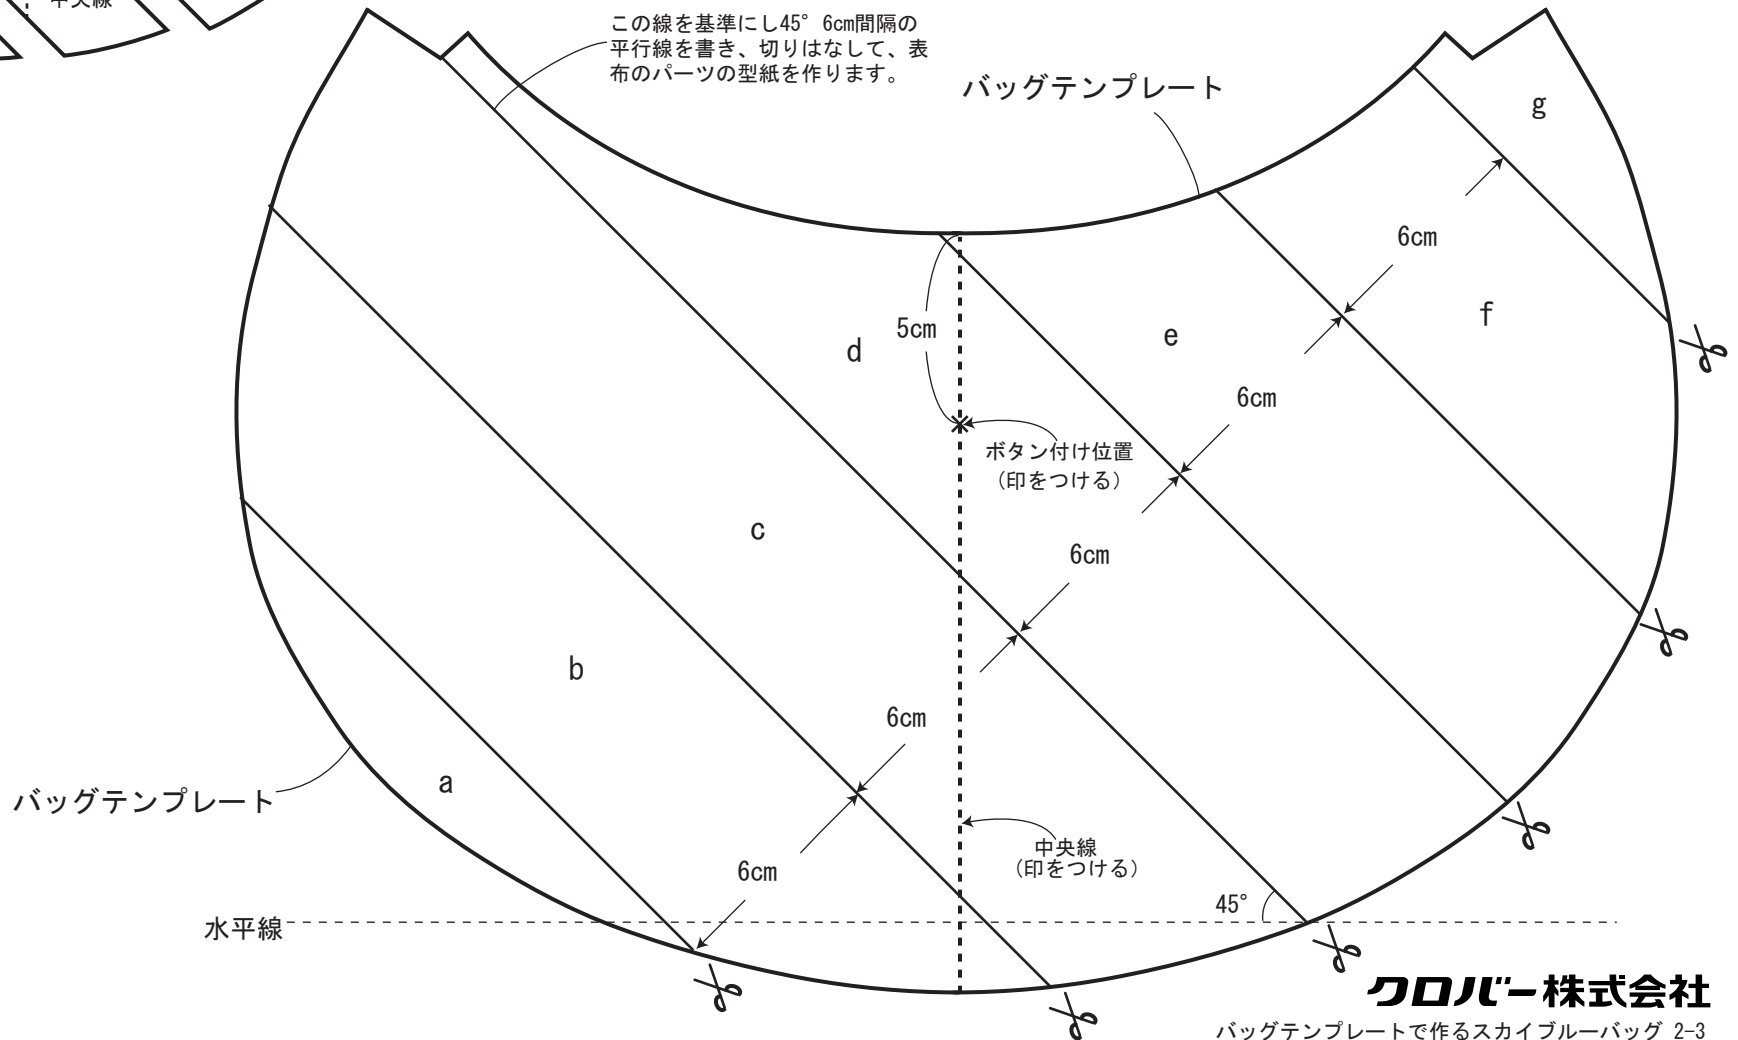 中央線
この線を基準にし45° 6cm間隔の
平行線を書き、切りはなして、表
布のパーツの型紙を作ります。
バッグテンプレート
g
6cm
f
5cm
d
e
6cm
ボタン付け位置
（印をつける）
c
6cm
b
6cm
a
バッグテンプレート
中央線
（印をつける）
6cm
45°
水平線
クロバー株式会社
バッグテンプレートで作るスカイブルーバッグ 2-3